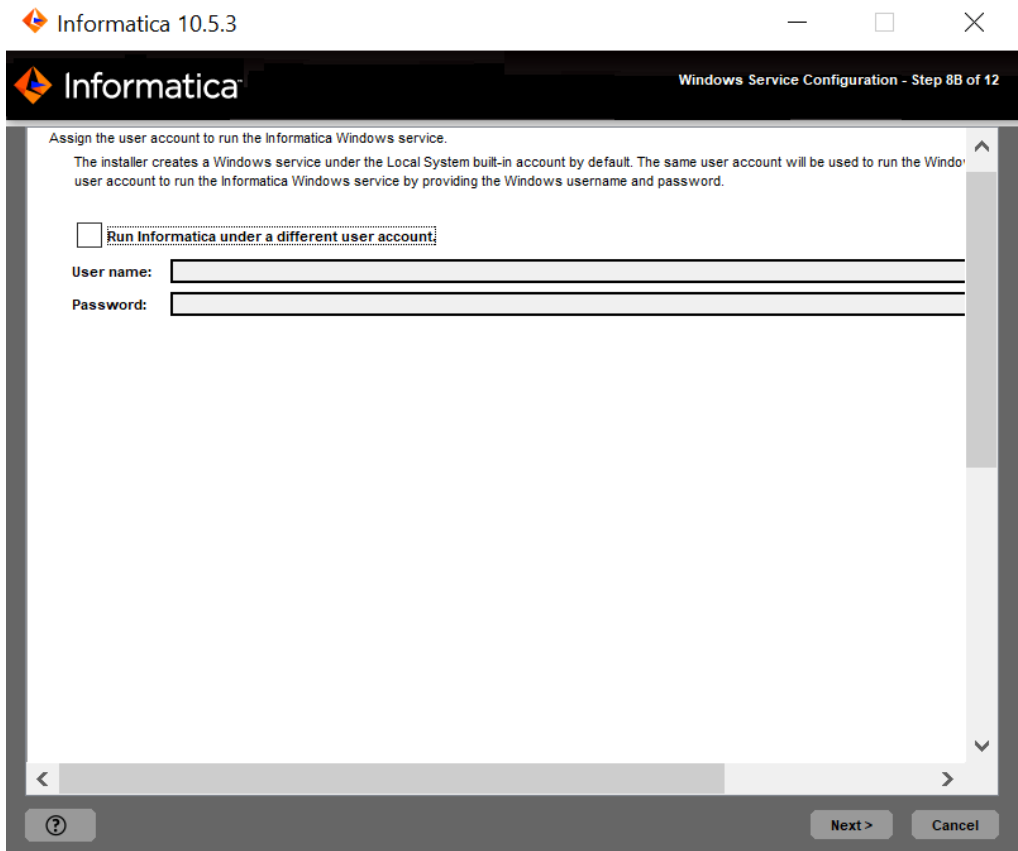 Informatica 10.5.3
Informatica
Windows Service Configuration - Step 8B of 12
Assign the user account to run the Informatica Windows service.
The installer creates a Windows service under the Local System built-in account by default. The same user account will be used to run the
user account to run the Informatica Windows service by providing the Windows username and password.
Run Informatica under a different user account.
User name:
Password:
Next >
Cancel